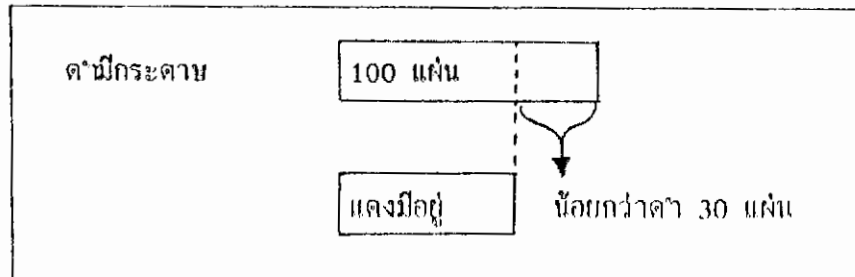 ดำมีกระดาษ
100 แผ่น
แดงมีอยู่
น้อยกว่าดำ 30 แผ่น